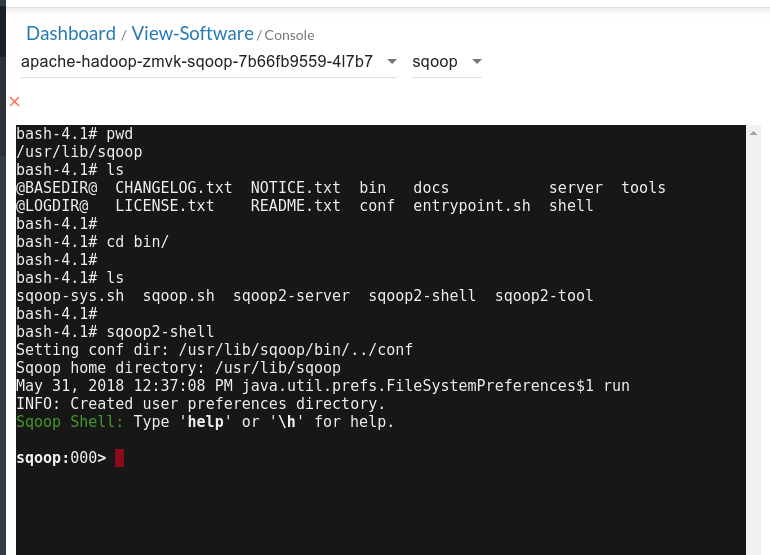 Dashboard / View-Software / Console
apache-hadoop-zmvk-sqoop-7b66fb9559-4l7b7 sqoop
bash-4.1# pwd
/usr/lib/sqoop
bash-4.1# ls
@BASEDIR@  CHANGELOG.txt  NOTICE.txt  bin   docs           server  tools
@LOGDIR@   LICENSE.txt    README.txt  conf  entrypoint.sh  shell
bash-4.1#
bash-4.1# cd bin/
bash-4.1#
bash-4.1# ls
sqoop-sys.sh  sqoop.sh  sqoop2-server  sqoop2-shell  sqoop2-tool
bash-4.1#
bash-4.1# sqoop2-shell
Setting conf dir: /usr/lib/sqoop/bin/../conf
Sqoop home directory: /usr/lib/sqoop
May 31, 2018 12:37:08 PM java.util.prefs.FileSystemPreferences$1 run
INFO: Created user preferences directory.
Sqoop Shell: Type 'help' or '\h' for help.
sqoop:000>